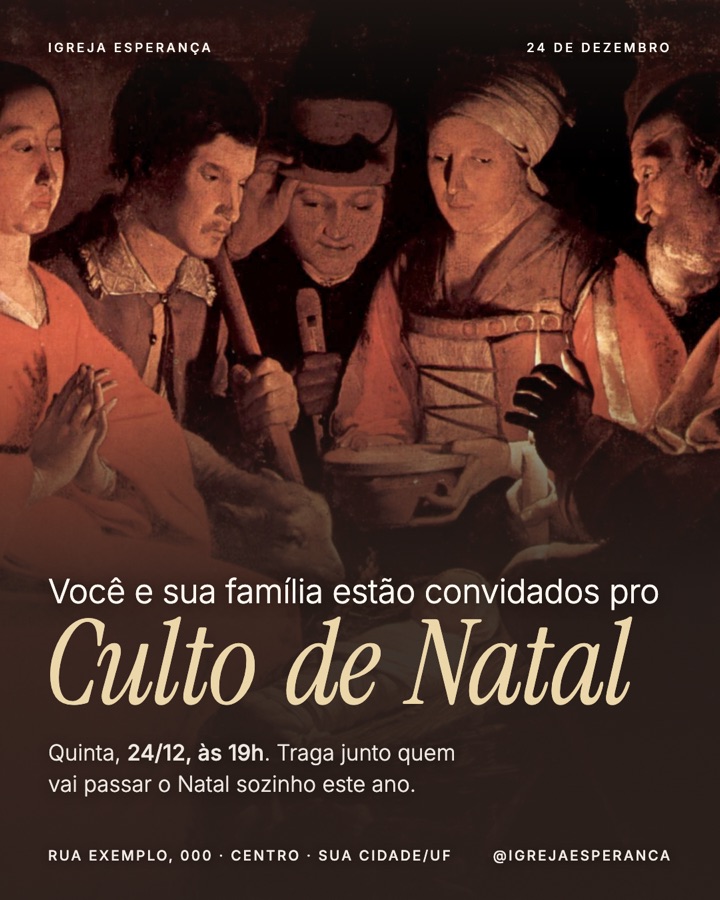 IGREJA ESPERANÇA
24 DE DEZEMBRO
Você e sua família estão convidados pro
Culto de Natal
Quinta, 24/12, às 19h. Traga junto quem
vai passar o Natal sozinho este ano.
RUA EXEMPLO, 000 · CENTRO · SUA CIDADE/UF
@IGREJAESPERANCA